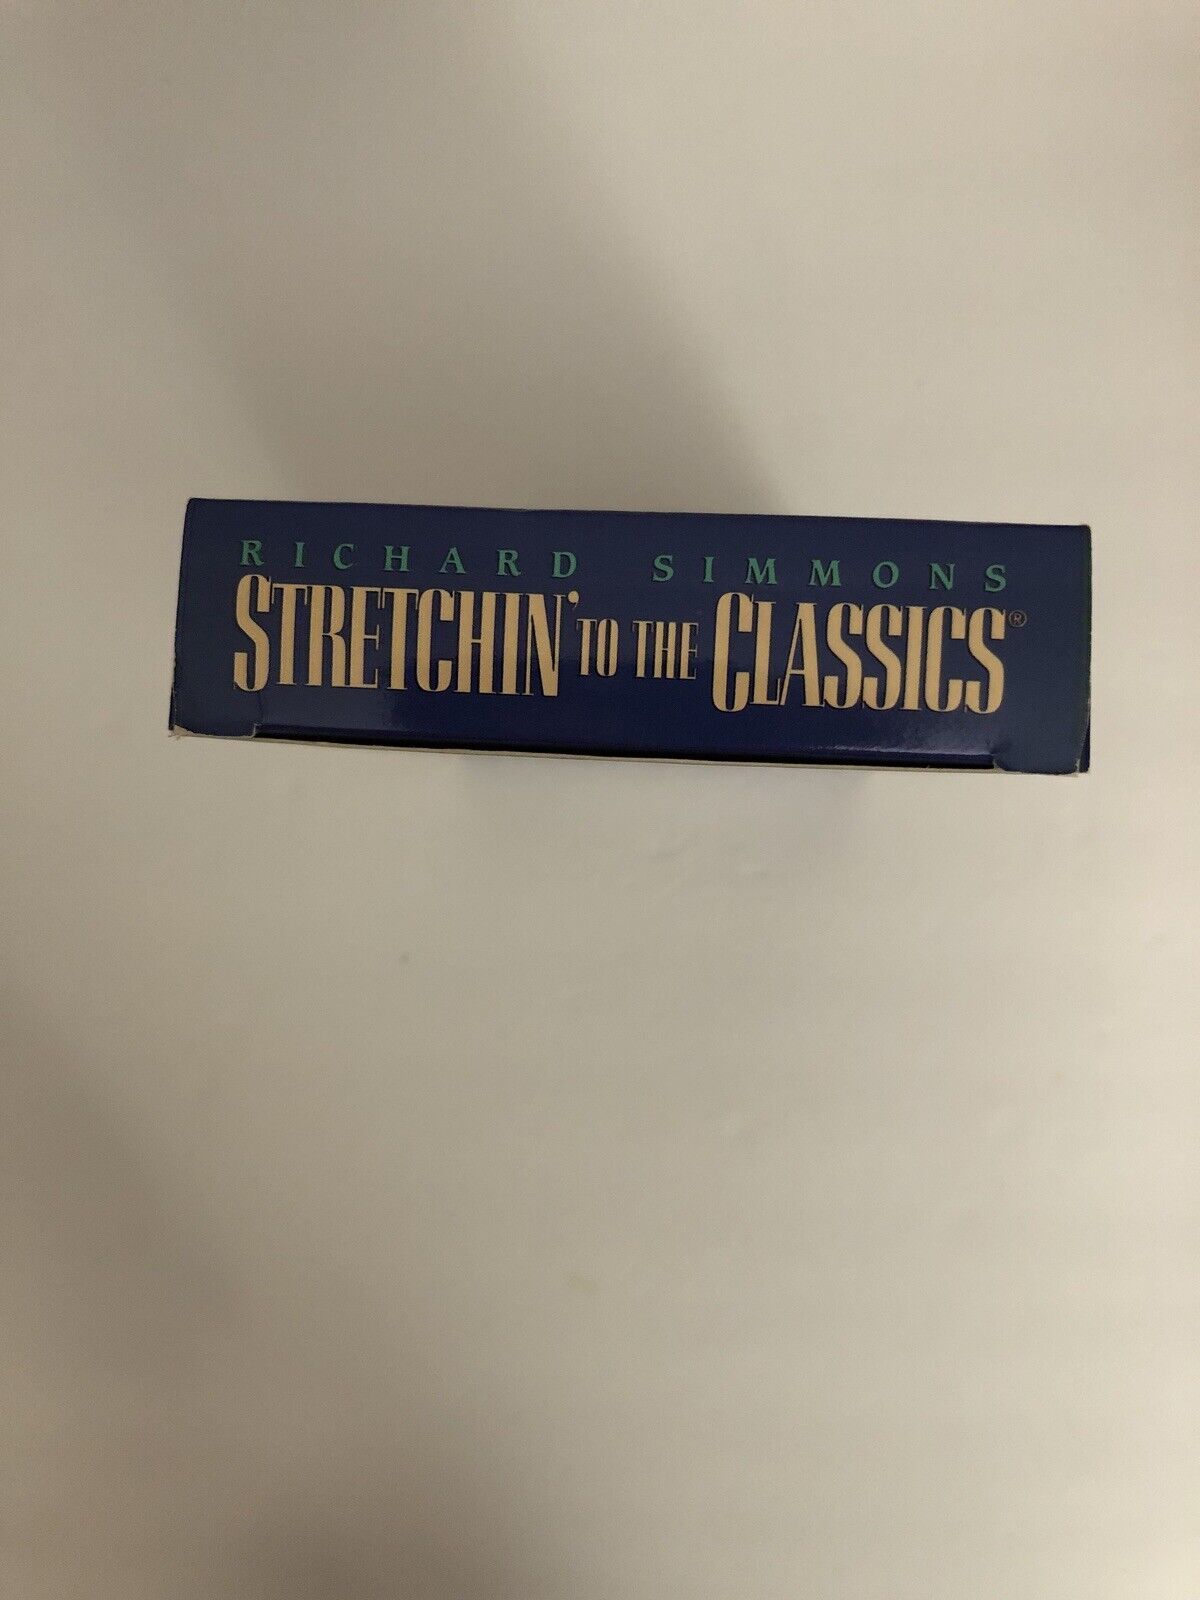 RICHARD SIMMONS
STRETCHIN' TO THE CLASSICS®